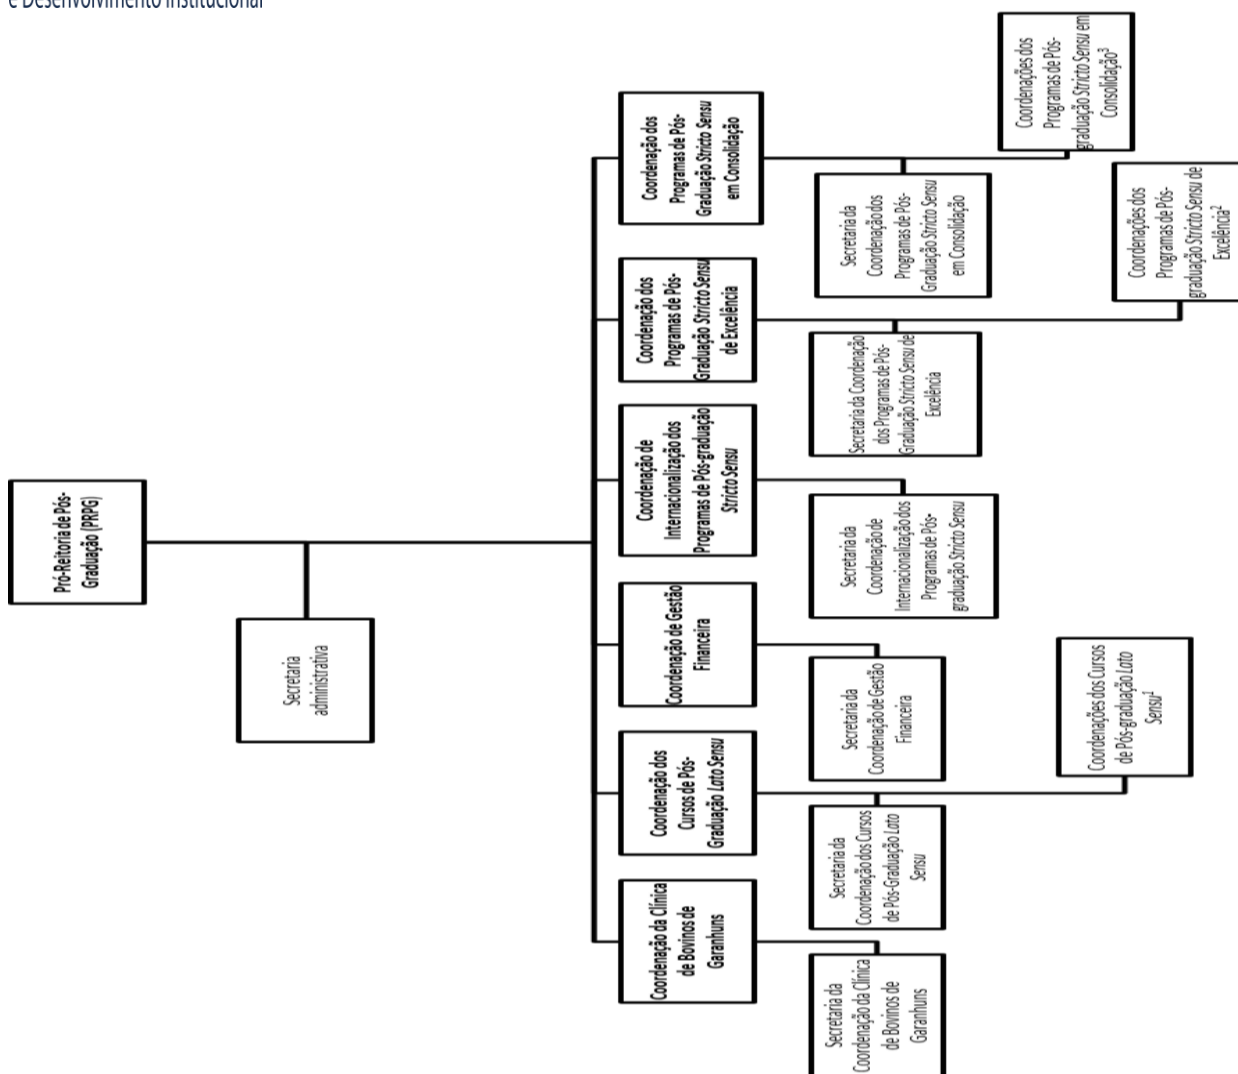 e Desenvolvimento Institucional
Pró-Reitoria de Pós-
Graduação (PRPG)
Secretaria
administrativa
Coordenação da Clínica
de Bovinos de
Garanhuns
Coordenação dos
Cursos de Pós-
Graduação Lato Sensu
Coordenação de Gestão
Financeira
Coordenação de
Internacionalização dos
Programas de Pós-graduação
Stricto Sensu
Coordenação dos
Programas de Pós-
Graduação Stricto Sensu
de Excelência
Coordenação dos
Programas de Pós-
Graduação Stricto Sensu
em Consolidação
Secretaria da
Coordenação da Clínica
de Bovinos de
Garanhuns
Secretaria da
Coordenação dos Cursos
de Pós-Graduação Lato
Sensu
Secretaria da
Coordenação de Gestão
Financeira
Secretaria da
Coordenação de
Internacionalização dos
Programas de Pós-
graduação Stricto Sensu
Secretaria da Coordenação
dos Programas de Pós-
Graduação Stricto Sensu de
Excelência
Secretaria da
Coordenação dos
Programas de Pós-
Graduação Stricto Sensu
em Consolidação
Coordenações dos Cursos
de Pós-graduação Lato
Sensu¹
Coordenações dos
Programas de Pós-
graduação Stricto Sensu de
Excelência²
Coordenações dos
Programas de Pós-
graduação Stricto Sensu em
Consolidação³